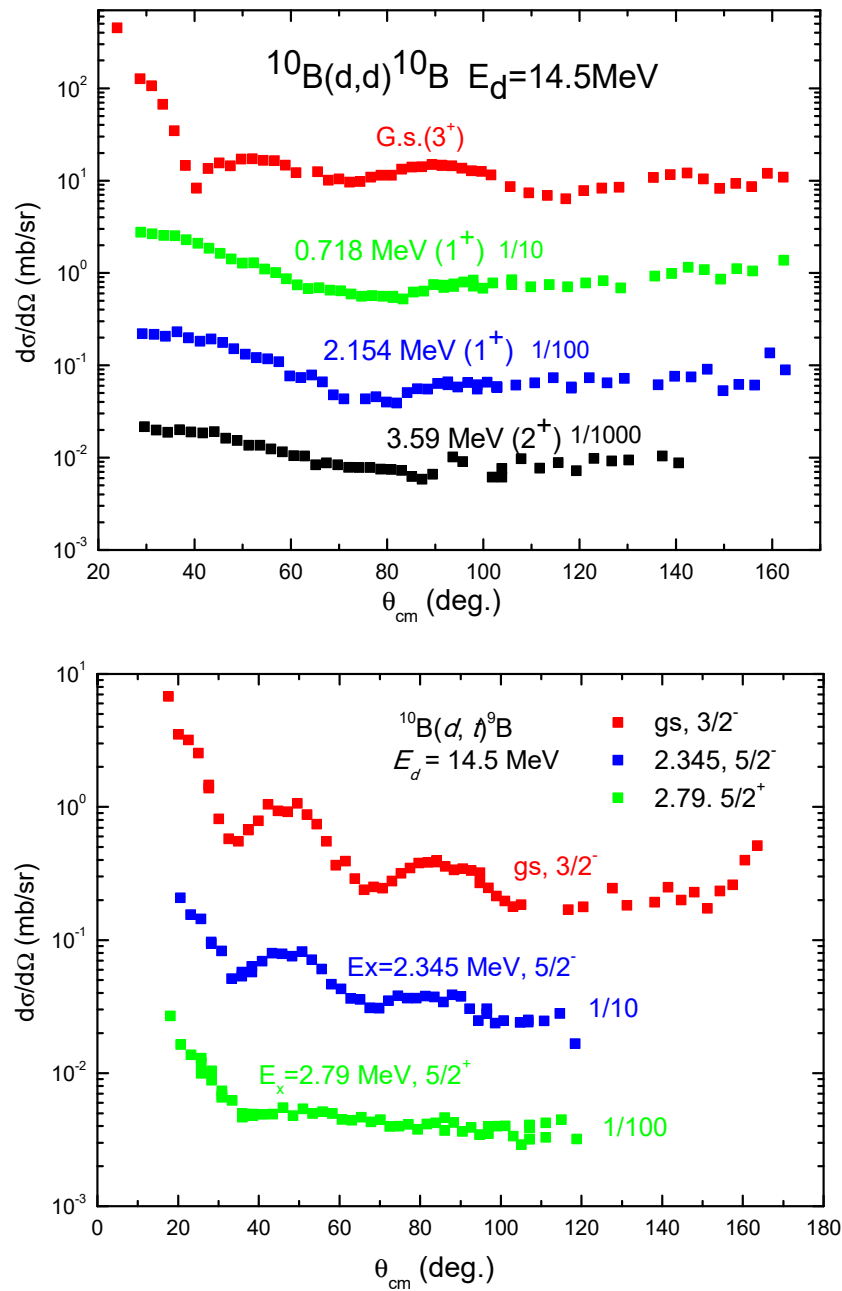 ¹⁰B(d,d)¹⁰B E_d=14.5MeV
G.s.(3⁺)
0.718 MeV (1⁺) 1/10
2.154 MeV (1⁺) 1/100
3.59 MeV (2⁺) 1/1000
dσ/dΩ (mb/sr)
10²
10¹
10⁰
10⁻¹
10⁻²
10⁻³
20 40 60 80 100 120 140 160
θ_cm (deg.)
¹⁰B(d, t)⁹B
E_d = 14.5 MeV
gs, 3/2⁻
2.345, 5/2⁻
2.79. 5/2⁺
gs, 3/2⁻
Ex=2.345 MeV, 5/2⁻
1/10
E_x=2.79 MeV, 5/2⁺
1/100
dσ/dΩ (mb/sr)
10¹
10⁰
10⁻¹
10⁻²
10⁻³
0 20 40 60 80 100 120 140 160 180
θ_cm (deg.)